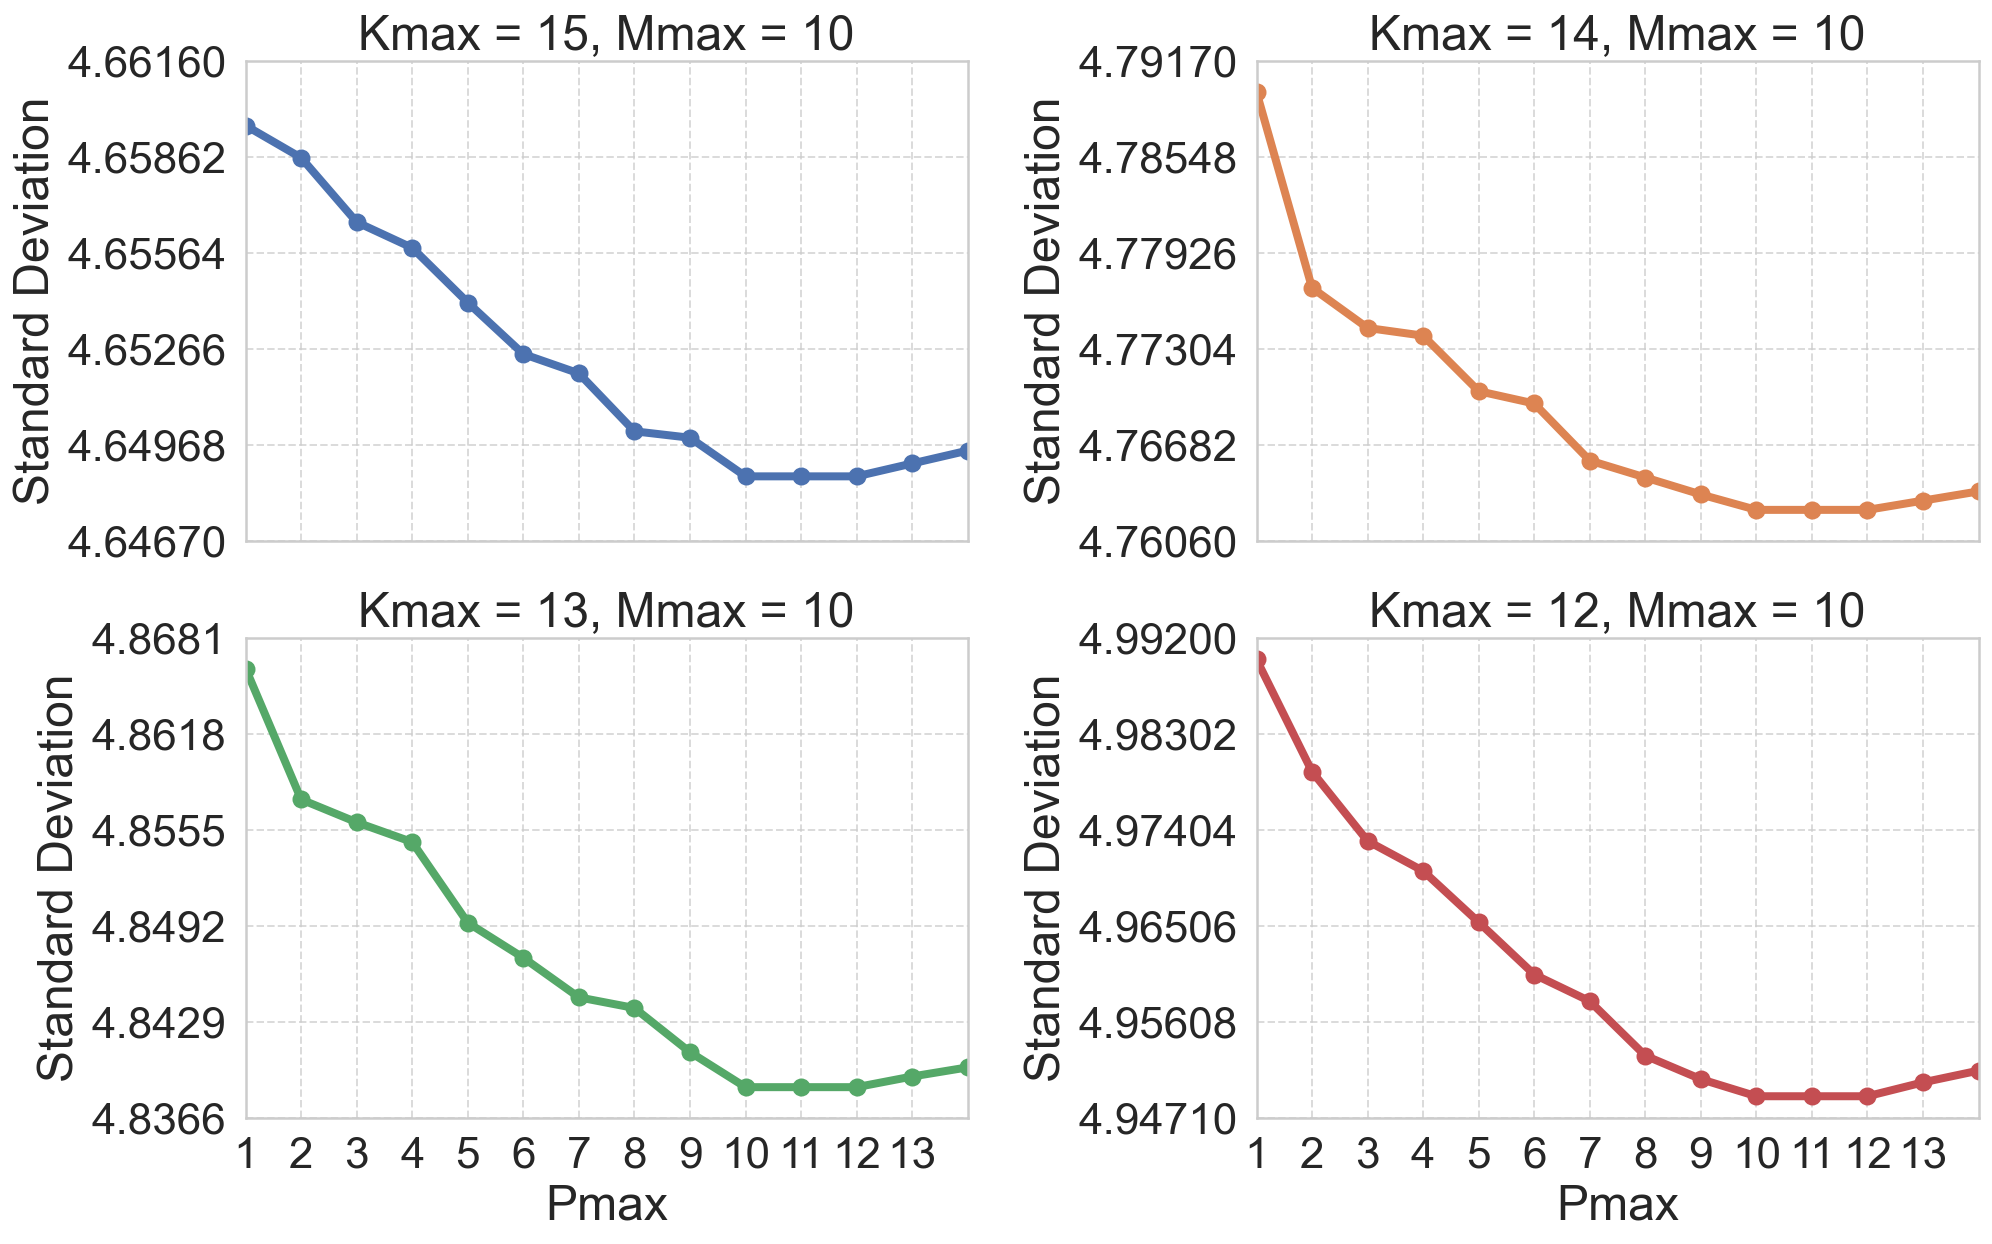 Kmax = 15, Mmax = 10
4.66160
4.65862
4.65564
4.65266
4.64968
4.64670
Standard Deviation
Kmax = 14, Mmax = 10
4.79170
4.78548
4.77926
4.77304
4.76682
4.76060
Standard Deviation
Kmax = 13, Mmax = 10
4.8681
4.8618
4.8555
4.8492
4.8429
4.8366
Standard Deviation
1 2 3 4 5 6 7 8 9 10 11 12 13
Pmax
Kmax = 12, Mmax = 10
4.99200
4.98302
4.97404
4.96506
4.95608
4.94710
Standard Deviation
1 2 3 4 5 6 7 8 9 10 11 12 13
Pmax